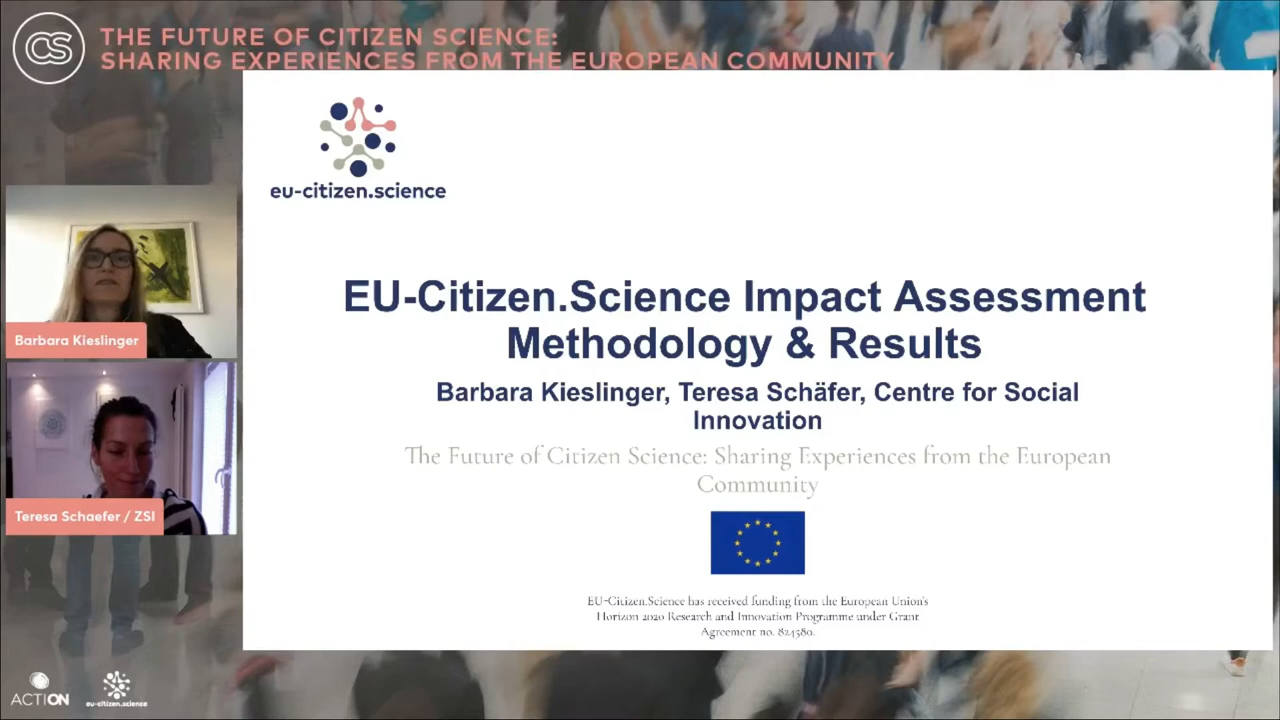 CS
THE FUTURE OF CITIZEN SCIENCE:
SHARING EXPERIENCES FROM THE EUROPEAN COMMUNITY
eu-citizen.science
EU-Citizen.Science Impact Assessment
Methodology & Results
Barbara Kieslinger, Teresa Schäfer, Centre for Social
Innovation
The Future of Citizen Science: Sharing Experiences from the European
Community
EU-Citizen.Science has received funding from the European Union's
Horizon 2020 Research and Innovation Programme under Grant
Agreement no. 824580.
Barbara Kieslinger
Teresa Schaefer / ZSI
ACTION
eu-citizen.science